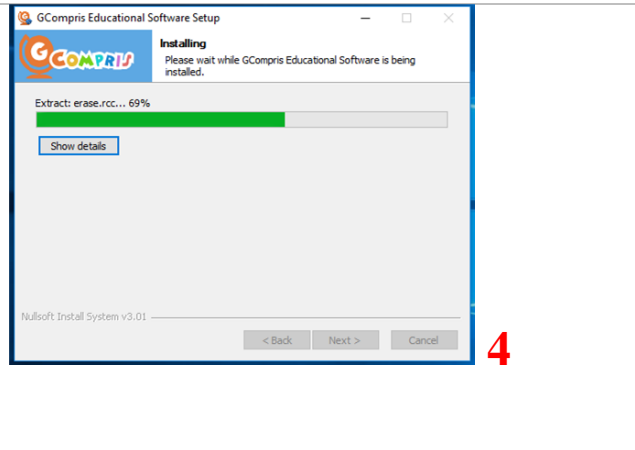 GCompris Educational Software Setup
GCOMPRIS
Installing
Please wait while GCompris Educational Software is being
installed.
Extract: erase.rcc... 69%
Show details
Nullsoft Install System v3.01
< Back Next > Cancel
4